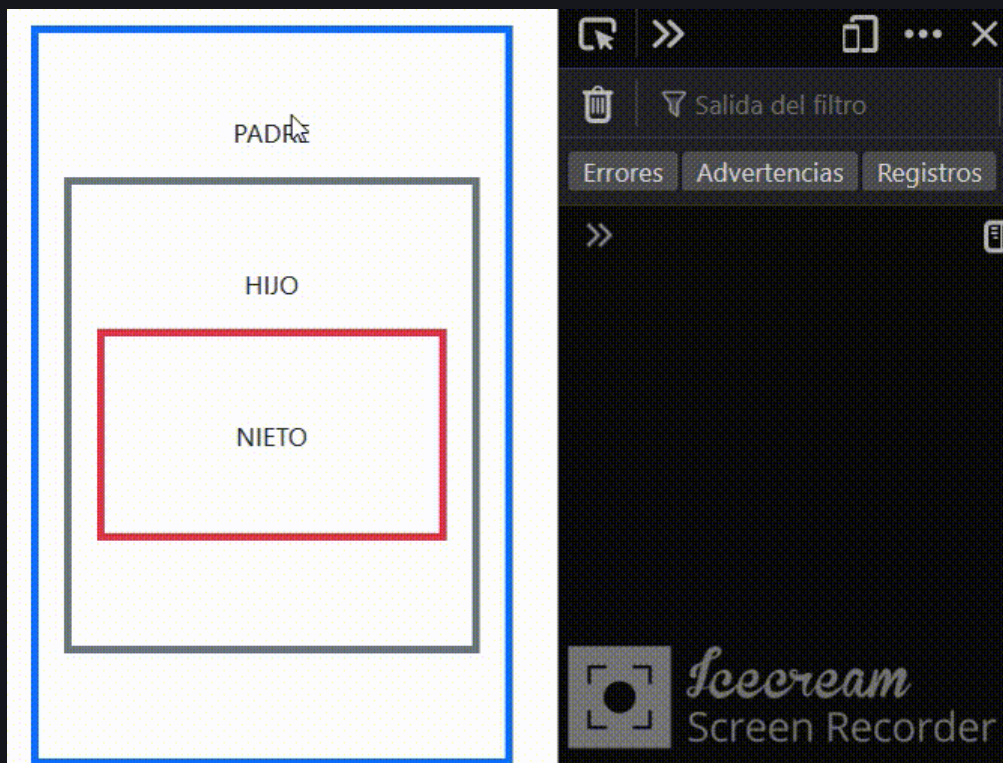 PADRE
HIJO
NIETO
Salida del filtro
Errores Advertencias Registros
Icecream
Screen Recorder